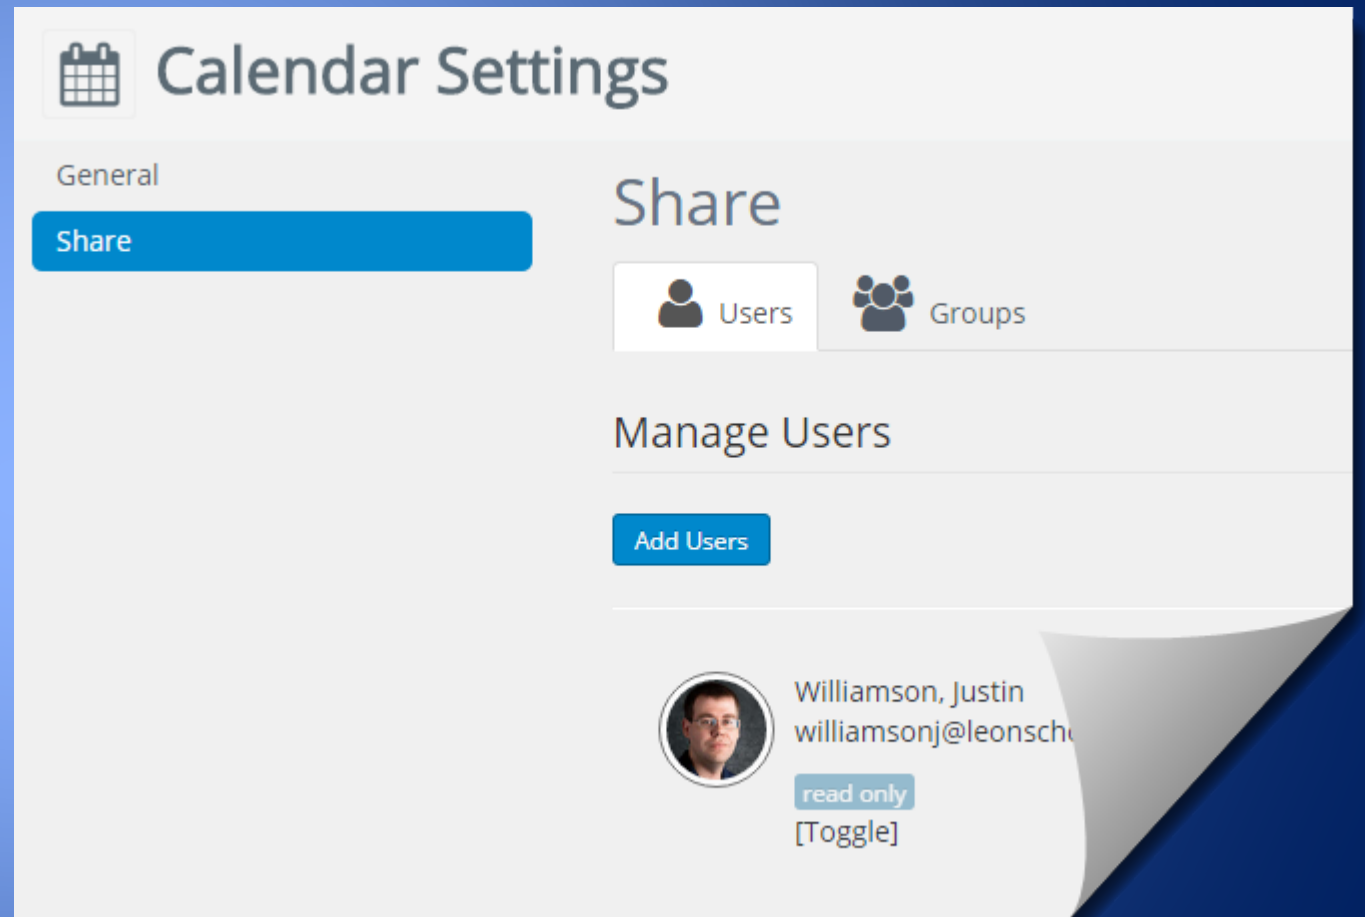 Calendar Settings
General
Share
Share
Users
Groups
Manage Users
Add Users
Williamson, Justin
read only
[Toggle]